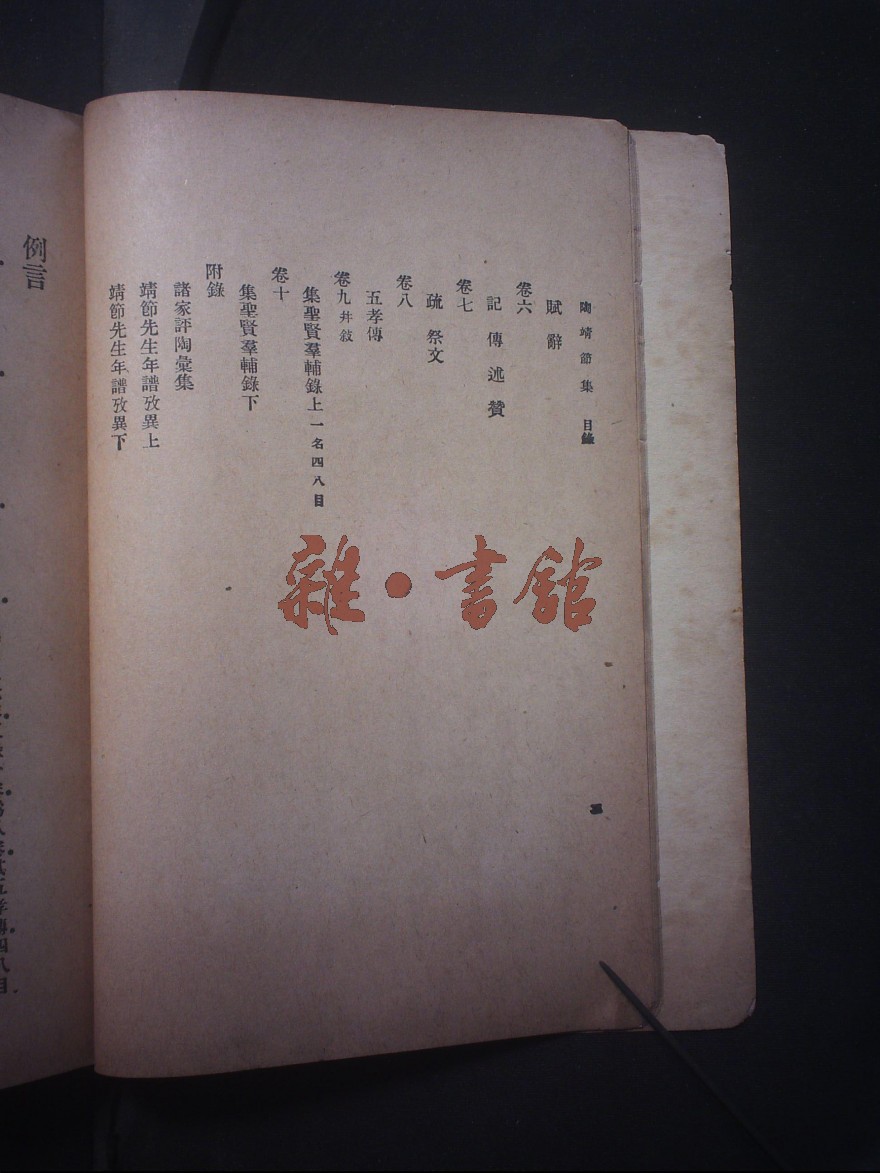 陶靖節集 目錄
賦辭
卷六
記傳述贊
卷七
疏 祭文
卷八
五孝傳
卷九并敍
集聖賢羣輔錄上一名四八目
卷十
集聖賢羣輔錄下
附錄
諸家評陶彙集
靖節先生年譜攷異上
靖節先生年譜攷異下
例言
雜·書館